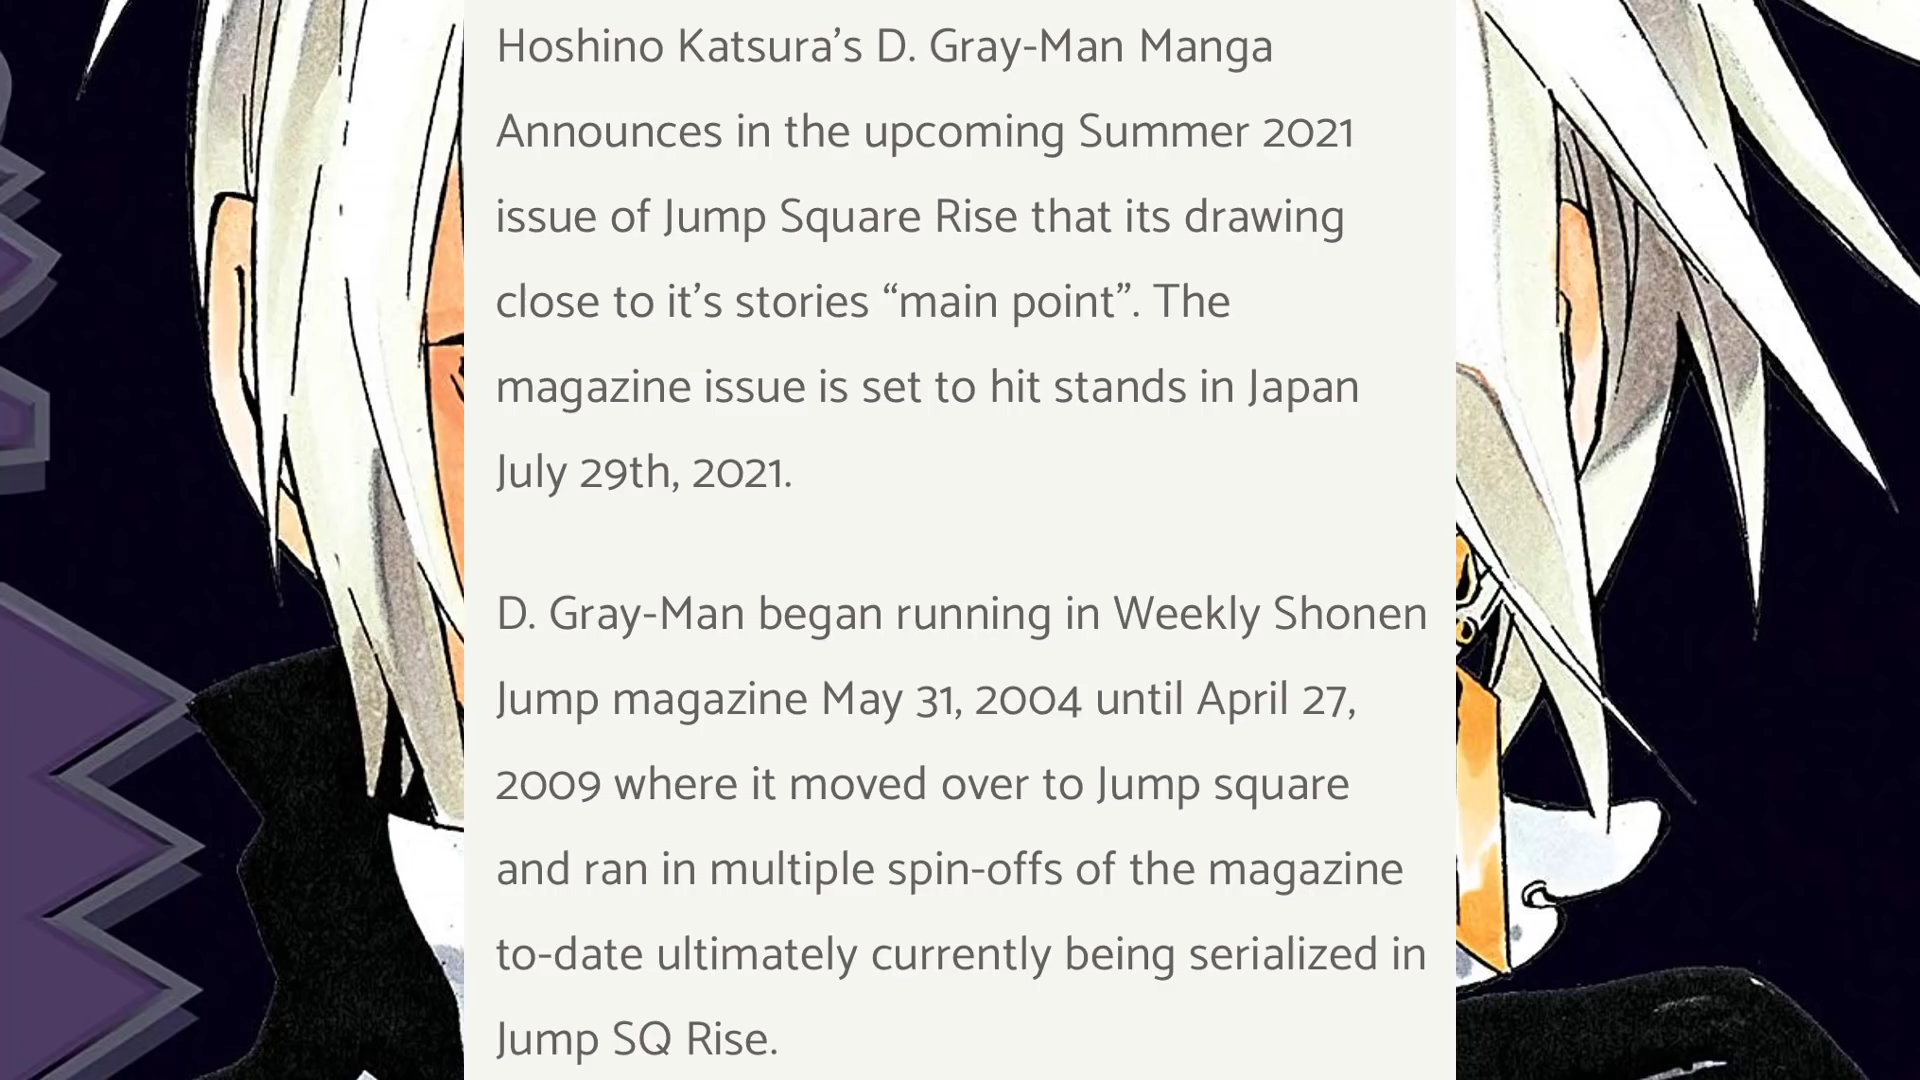 Hoshino Katsura’s D. Gray-Man Manga
Announces in the upcoming Summer 2021
issue of Jump Square Rise that its drawing
close to it’s stories “main point”. The
magazine issue is set to hit stands in Japan
July 29th, 2021.
D. Gray-Man began running in Weekly Shonen
Jump magazine May 31, 2004 until April 27,
2009 where it moved over to Jump square
and ran in multiple spin-offs of the magazine
to-date ultimately currently being serialized in
Jump SQ Rise.